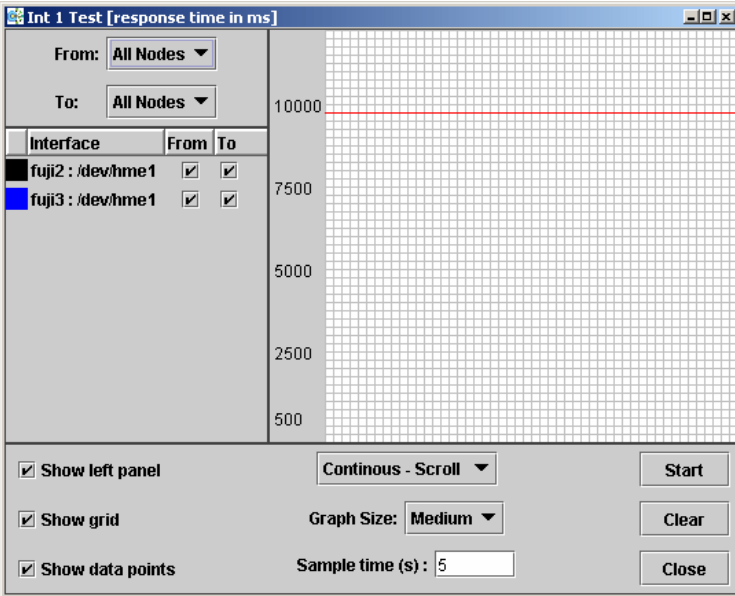 Int 1 Test [response time in ms]
From: All Nodes
To: All Nodes
Interface From To
fuji2 : /dev/hme1
fuji3 : /dev/hme1
10000
7500
5000
2500
500
Show left panel
Continous - Scroll
Start
Show grid
Graph Size: Medium
Clear
Show data points
Sample time (s) : 5
Close